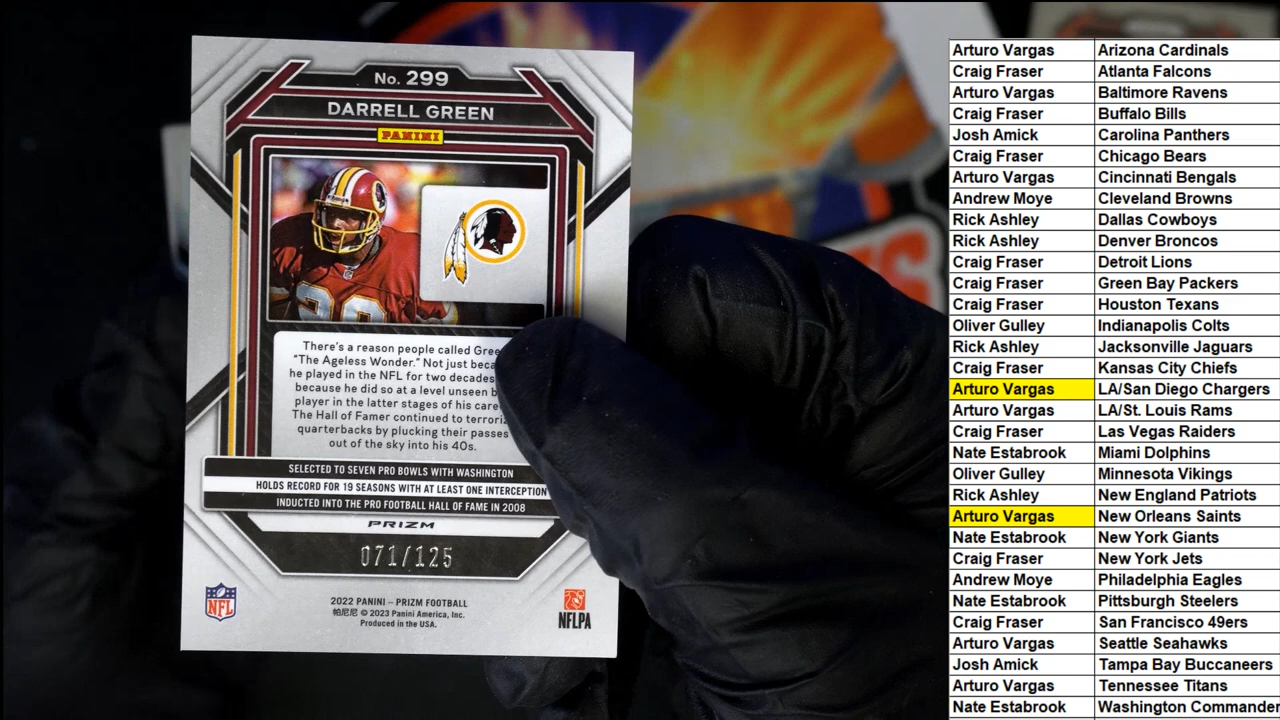 No. 299
DARRELL GREEN
PANINI
There's a reason people called Gree
"The Ageless Wonder." Not just beca
he played in the NFL for two decades
because he did so at a level unseen b
player in the latter stages of his care
The Hall of Famer continued to terroriz
quarterbacks by plucking their passes
out of the sky into his 40s.
SELECTED TO SEVEN PRO BOWLS WITH WASHINGTON
HOLDS RECORD FOR 19 SEASONS WITH AT LEAST ONE INTERCEPTION
INDUCTED INTO THE PRO FOOTBALL HALL OF FAME IN 2008
PRIZM
071/125
NFL
2022 PANINI – PRIZM FOOTBALL
帕尼尼 © 2023 Panini America, Inc.
Produced in the USA.
NFLPA
Arturo Vargas Arizona Cardinals
Craig Fraser Atlanta Falcons
Arturo Vargas Baltimore Ravens
Craig Fraser Buffalo Bills
Josh Amick Carolina Panthers
Craig Fraser Chicago Bears
Arturo Vargas Cincinnati Bengals
Andrew Moye Cleveland Browns
Rick Ashley Dallas Cowboys
Rick Ashley Denver Broncos
Craig Fraser Detroit Lions
Craig Fraser Green Bay Packers
Craig Fraser Houston Texans
Oliver Gulley Indianapolis Colts
Rick Ashley Jacksonville Jaguars
Craig Fraser Kansas City Chiefs
Arturo Vargas LA/San Diego Chargers
Arturo Vargas LA/St. Louis Rams
Craig Fraser Las Vegas Raiders
Nate Estabrook Miami Dolphins
Oliver Gulley Minnesota Vikings
Rick Ashley New England Patriots
Arturo Vargas New Orleans Saints
Nate Estabrook New York Giants
Craig Fraser New York Jets
Andrew Moye Philadelphia Eagles
Nate Estabrook Pittsburgh Steelers
Craig Fraser San Francisco 49ers
Arturo Vargas Seattle Seahawks
Josh Amick Tampa Bay Buccaneers
Arturo Vargas Tennessee Titans
Nate Estabrook Washington Commander